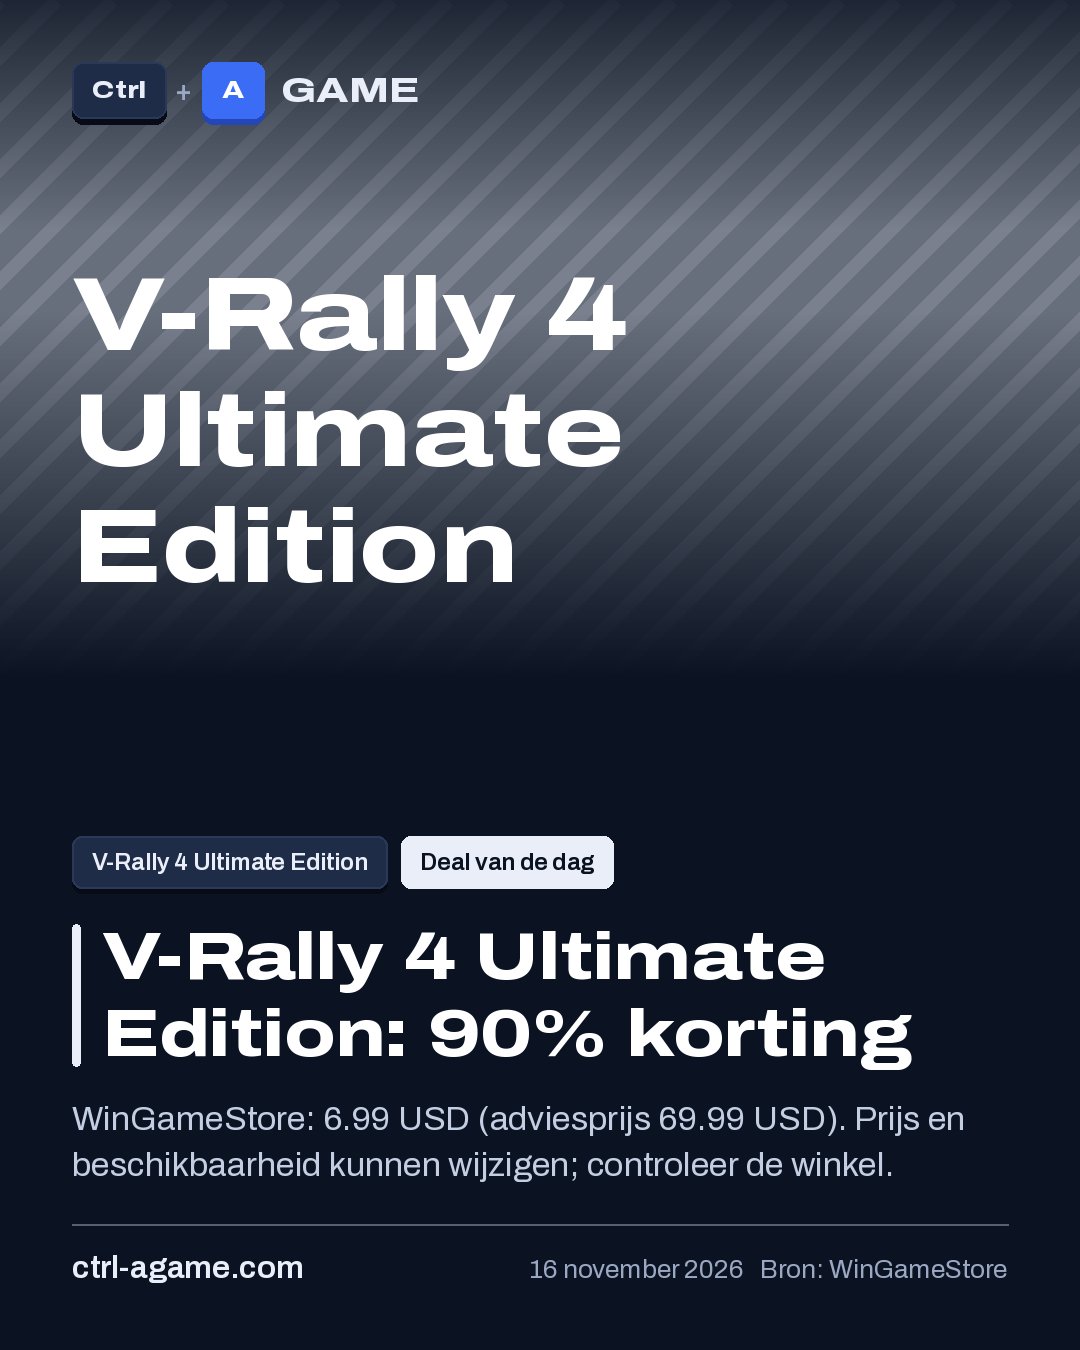 Ctrl + A GAME
V-Rally 4
Ultimate
Edition
V-Rally 4 Ultimate Edition Deal van de dag
V-Rally 4 Ultimate
Edition: 90% korting
WinGameStore: 6.99 USD (adviesprijs 69.99 USD). Prijs en
beschikbaarheid kunnen wijzigen; controleer de winkel.
ctrl-agame.com 16 november 2026 Bron: WinGameStore